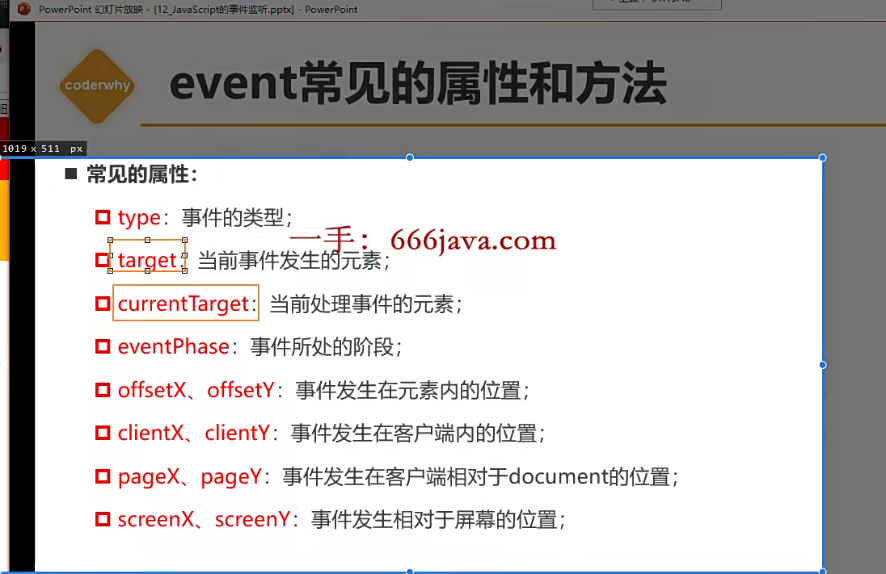 PowerPoint 幻灯片放映 - [12_JavaScript的事件监听.pptx] - PowerPoint
coderwhy
event常见的属性和方法
1019 x 511 px
常见的属性：
type：事件的类型；
一手：666java.com
target：当前事件发生的元素；
currentTarget：当前处理事件的元素；
eventPhase：事件所处的阶段；
offsetX、offsetY：事件发生在元素内的位置；
clientX、clientY：事件发生在客户端内的位置；
pageX、pageY：事件发生在客户端相对于document的位置；
screenX、screenY：事件发生相对于屏幕的位置；